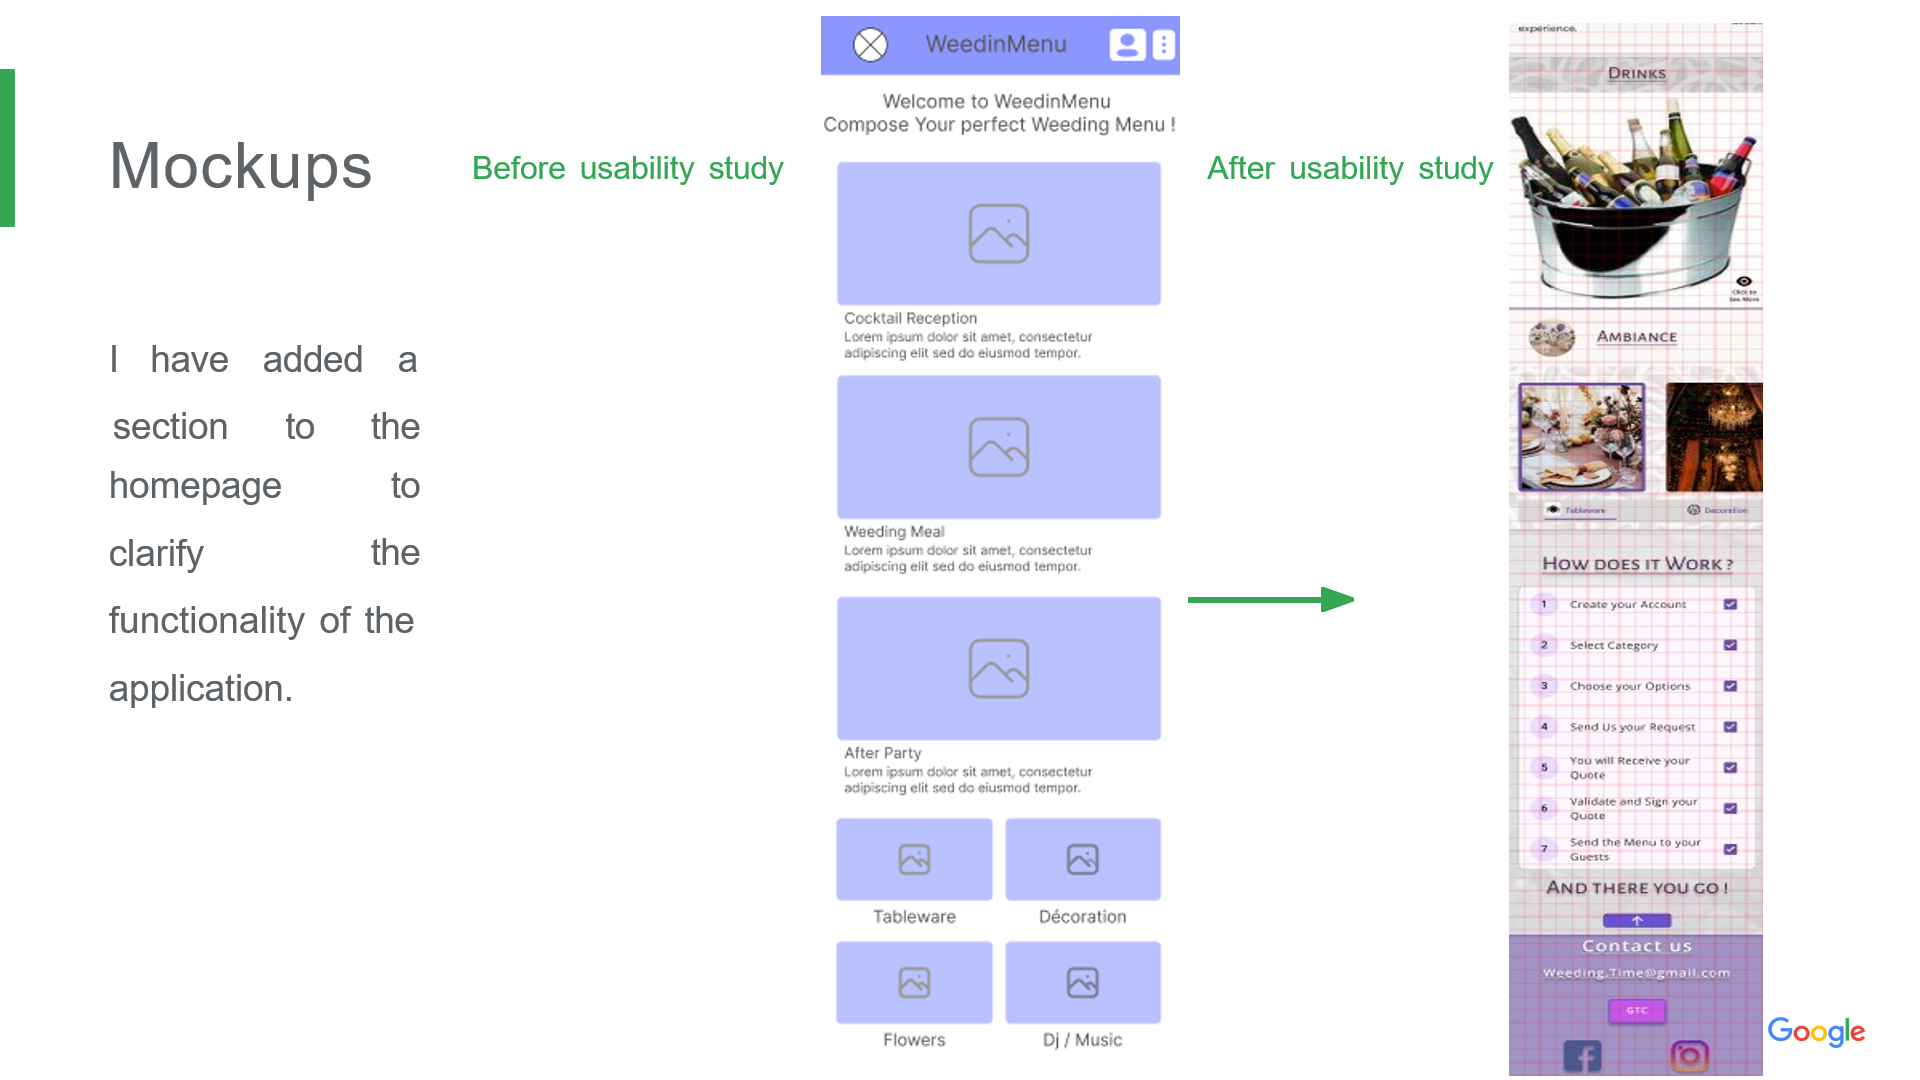 Mockups
Before usability study
After usability study
I have added a
section to the
homepage to
clarify the
functionality of the
application.
WeedinMenu
Welcome to WeedinMenu
Compose Your perfect Weeding Menu !
Cocktail Reception
Lorem ipsum dolor sit amet, consectetur
adipiscing elit sed do eiusmod tempor.
Weeding Meal
Lorem ipsum dolor sit amet, consectetur
adipiscing elit sed do eiusmod tempor.
After Party
Lorem ipsum dolor sit amet, consectetur
adipiscing elit sed do eiusmod tempor.
Tableware
Décoration
Flowers
Dj / Music
experience.
DRINKS
Click to
See More
AMBIANCE
Tableware
Decoration
HOW DOES IT WORK ?
1 Create your Account
2 Select Category
3 Choose your Options
4 Send Us your Request
5 You will Receive your
Quote
6 Validate and Sign your
Quote
7 Send the Menu to your
Guests
AND THERE YOU GO !
Contact us
Weeding.Time@gmail.com
GTC
Google